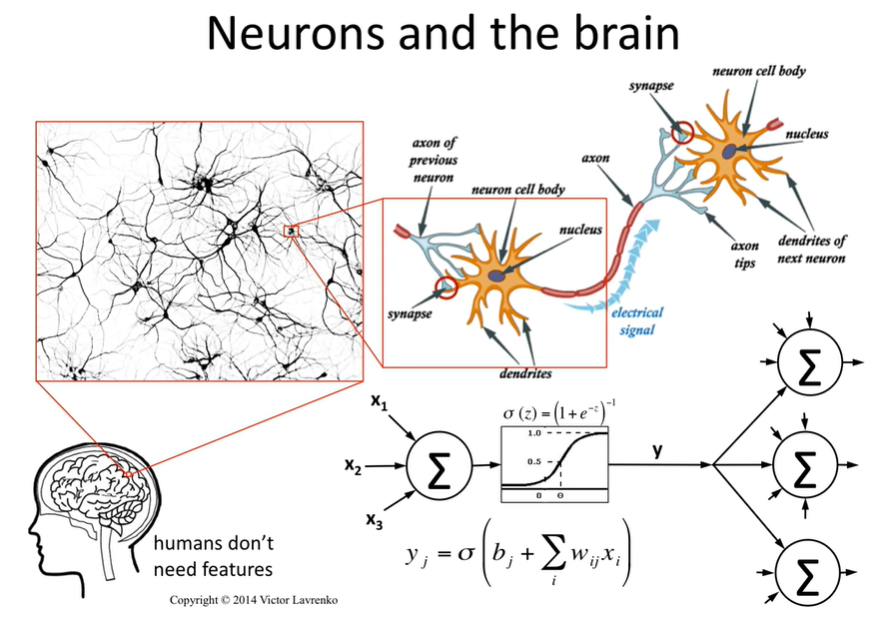 Neurons and the brain
neuron cell body
synapse
nucleus
axon of
previous
neuron
axon
neuron cell body
nucleus
axon
tips
dendrites of
next neuron
synapse
electrical
signal
dendrites
x₁
x₂
x₃
Σ
σ(z) = (1+e⁻ᶻ)⁻¹
1.0
0.5
0 θ
y
Σ
Σ
Σ
y_j = σ(b_j + Σ_i w_ij x_i)
humans don't
need features
Copyright © 2014 Victor Lavrenko